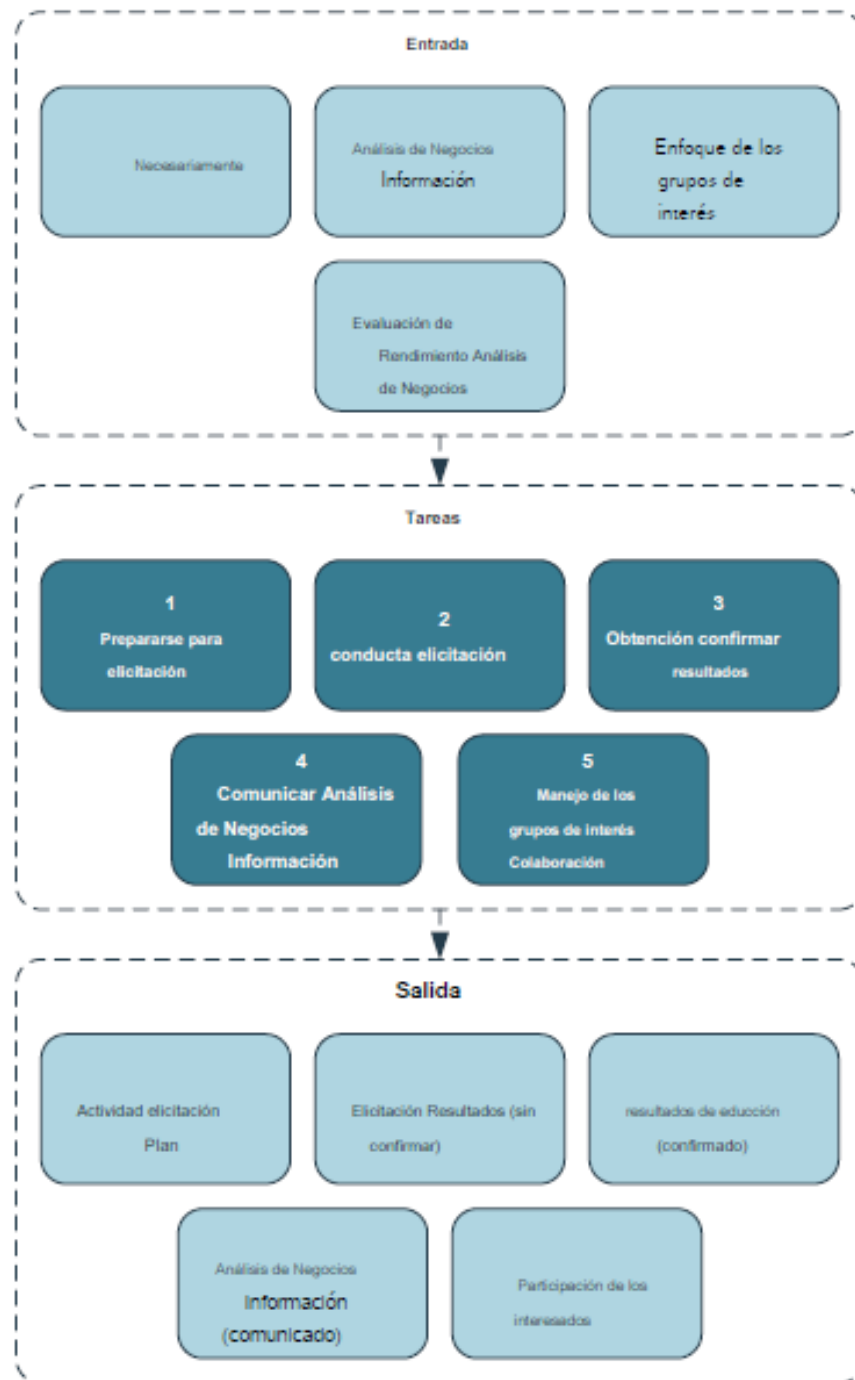 Entrada
Necesariamente
Análisis de Negocios
Información
Enfoque de los
grupos de
interés
Evaluación de
Rendimiento Análisis
de Negocios
Tareas
1
Prepararse para
elicitación
2
conducta elicitación
3
Obtención confirmar
resultados
4
Comunicar Análisis
de Negocios
Información
5
Manejo de los
grupos de interés
Colaboración
Salida
Actividad elicitación
Plan
Elicitación Resultados (sin
confirmar)
resultados de educción
(confirmado)
Análisis de Negocios
Información
(comunicado)
Participación de los
interesados